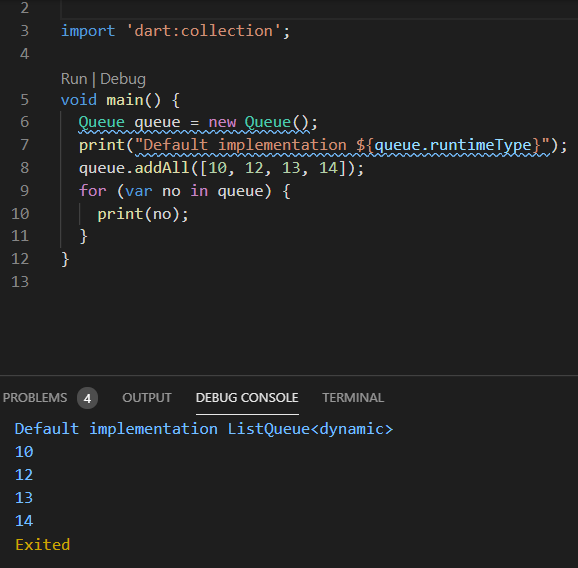 2
3 import 'dart:collection';
4
Run | Debug
5 void main() {
6 Queue queue = new Queue();
7 print("Default implementation ${queue.runtimeType}");
8 queue.addAll([10, 12, 13, 14]);
9 for (var no in queue) {
10 print(no);
11 }
12 }
13
PROBLEMS 4 OUTPUT DEBUG CONSOLE TERMINAL
Default implementation ListQueue<dynamic>
10
12
13
14
Exited